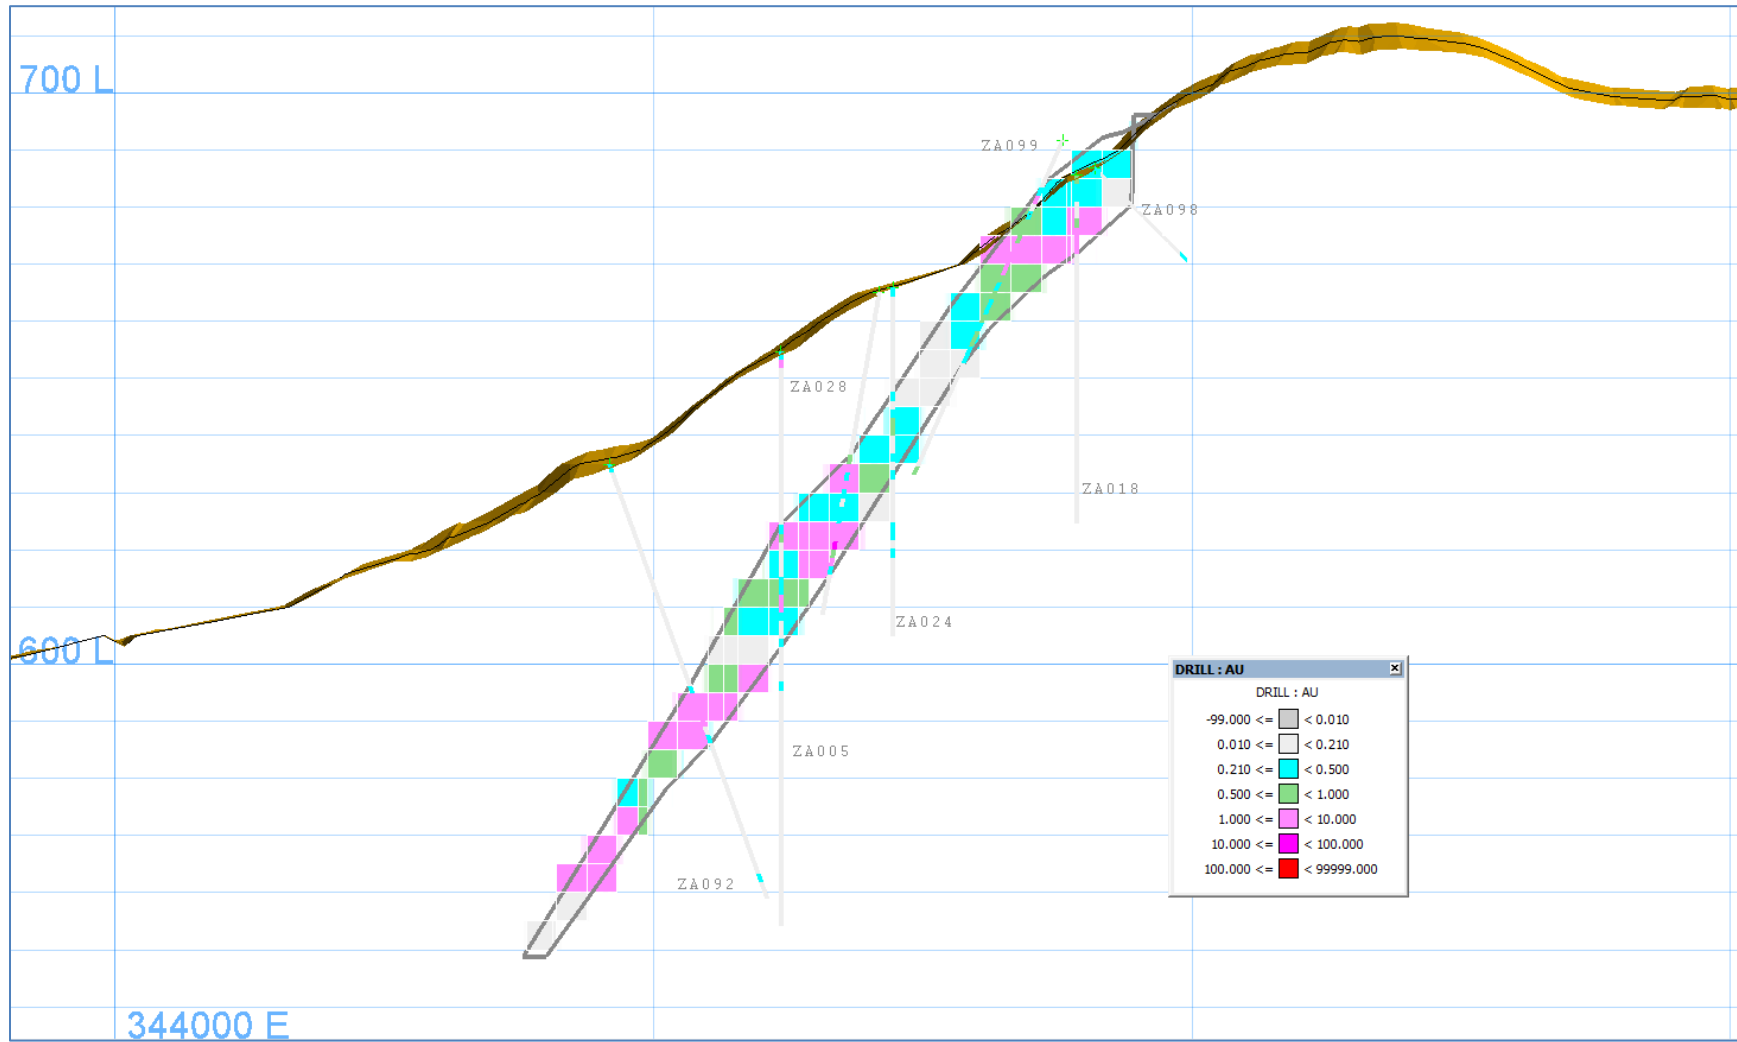 700 L
ZA099
ZA098
ZA028
ZA018
ZA024
600 L
DRILL : AU
DRILL : AU
-99.000 <= < 0.010
0.010 <= < 0.210
0.210 <= < 0.500
0.500 <= < 1.000
1.000 <= < 10.000
10.000 <= < 100.000
100.000 <= < 99999.000
ZA005
ZA092
344000 E